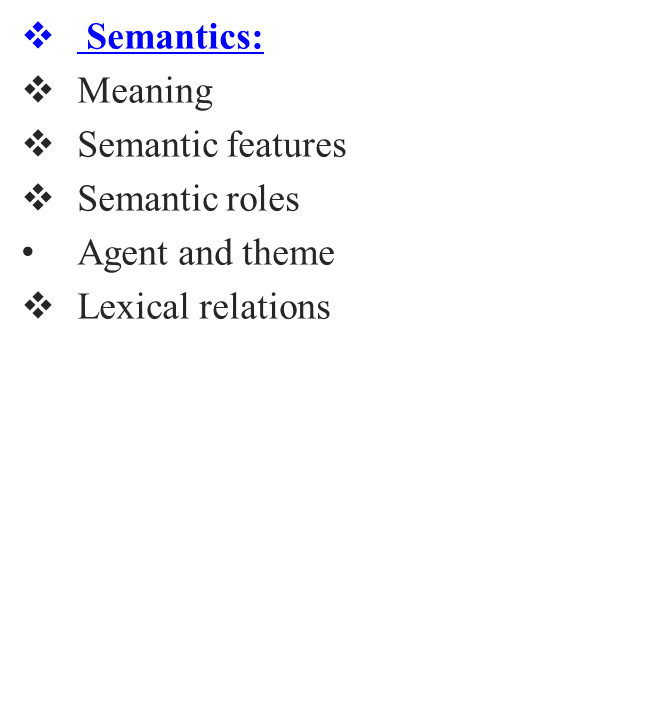 ❖ Semantics:
❖ Meaning
❖ Semantic features
❖ Semantic roles
• Agent and theme
❖ Lexical relations